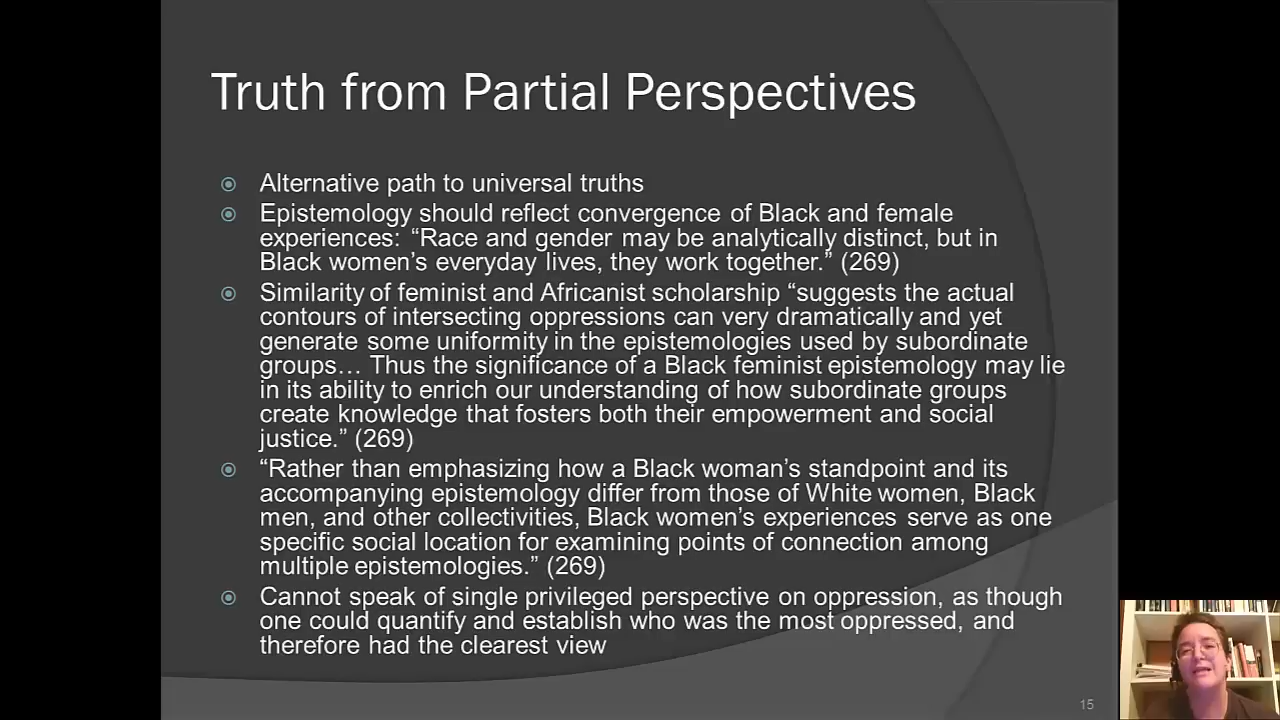 Truth from Partial Perspectives
Alternative path to universal truths
Epistemology should reflect convergence of Black and female
experiences: “Race and gender may be analytically distinct, but in
Black women’s everyday lives, they work together.” (269)
Similarity of feminist and Africanist scholarship “suggests the actual
contours of intersecting oppressions can very dramatically and yet
generate some uniformity in the epistemologies used by subordinate
groups… Thus the significance of a Black feminist epistemology may lie
in its ability to enrich our understanding of how subordinate groups
create knowledge that fosters both their empowerment and social
justice.” (269)
“Rather than emphasizing how a Black woman’s standpoint and its
accompanying epistemology differ from those of White women, Black
men, and other collectivities, Black women’s experiences serve as one
specific social location for examining points of connection among
multiple epistemologies.” (269)
Cannot speak of single privileged perspective on oppression, as though
one could quantify and establish who was the most oppressed, and
therefore had the clearest view
15